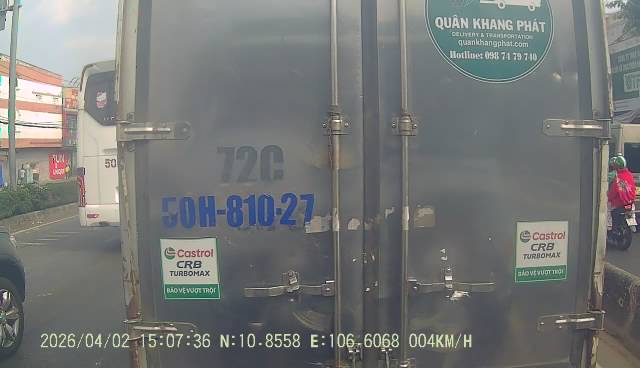 QUÂN KHANG PHÁT
DELIVERY & TRANSPORTATION
quankhangphat.com
Hotline: 098 74 79 740
72C
50H-810-27
Castrol
CRB
TURBOMAX
BẢO VỆ VƯỢT TRỘI
Castrol
CRB
TURBOMAX
BẢO VỆ VƯỢT TRỘI
50
2026/04/02 15:07:36 N:10.8558 E:106.6068 004KM/H